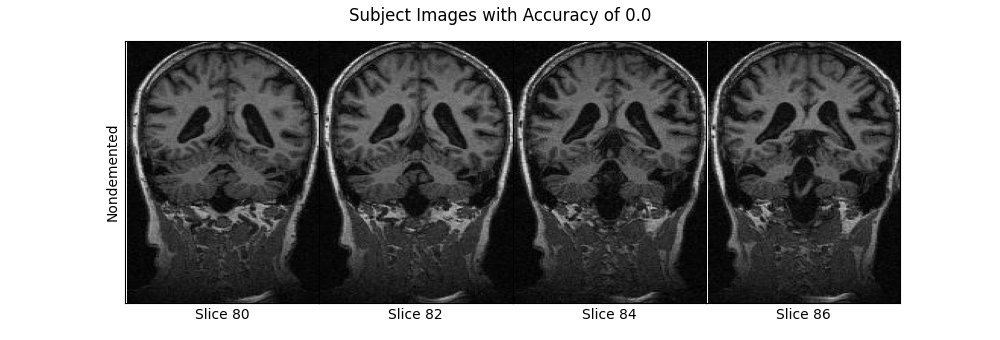 Subject Images with Accuracy of 0.0
Nondemented
Slice 80
Slice 82
Slice 84
Slice 86